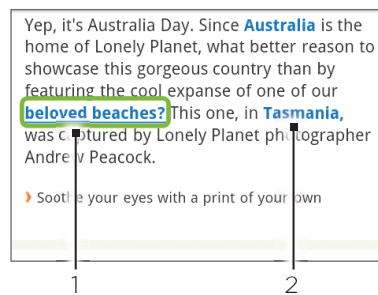 Yep, it's Australia Day. Since Australia is the
home of Lonely Planet, what better reason to
showcase this gorgeous country than by
featuring the cool expanse of one of our
beloved beaches? This one, in Tasmania,
was captured by Lonely Planet photographer
Andrew Peacock.
Soothe your eyes with a print of your own
1 2